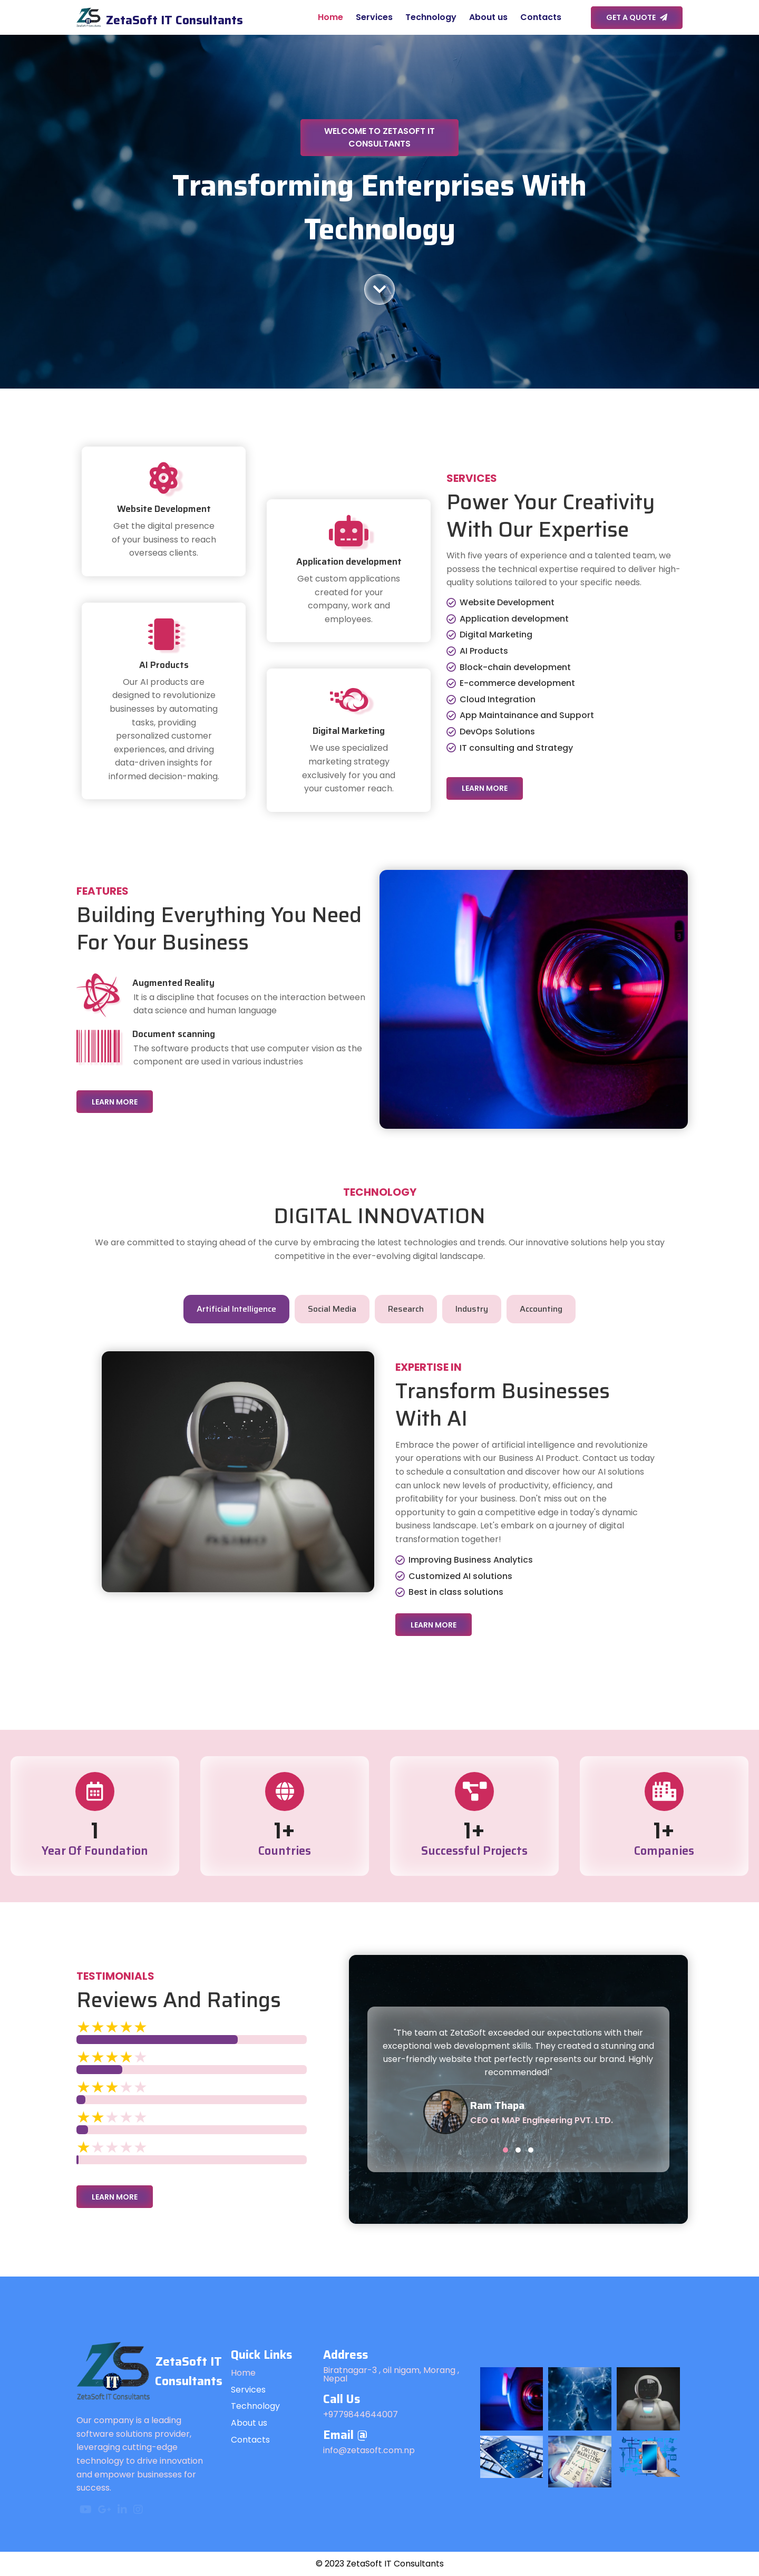 ZetaSoft IT Consultants
Home
Services
Technology
About us
Contacts
GET A QUOTE
WELCOME TO ZETASOFT IT
CONSULTANTS
Transforming Enterprises With
Technology
Website Development
Get the digital presence
of your business to reach
overseas clients.
AI Products
Our AI products are
designed to revolutionize
businesses by automating
tasks, providing
personalized customer
experiences, and driving
data-driven insights for
informed decision-making.
Application development
Get custom applications
created for your
company, work and
employees.
Digital Marketing
We use specialized
marketing strategy
exclusively for you and
your customer reach.
SERVICES
Power Your Creativity
With Our Expertise
With five years of experience and a talented team, we
possess the technical expertise required to deliver high-
quality solutions tailored to your specific needs.
Website Development
Application development
Digital Marketing
AI Products
Block-chain development
E-commerce development
Cloud Integration
App Maintainance and Support
DevOps Solutions
IT consulting and Strategy
LEARN MORE
FEATURES
Building Everything You Need
For Your Business
Augmented Reality
It is a discipline that focuses on the interaction between
data science and human language
Document scanning
The software products that use computer vision as the
component are used in various industries
LEARN MORE
TECHNOLOGY
DIGITAL INNOVATION
We are committed to staying ahead of the curve by embracing the latest technologies and trends. Our innovative solutions help you stay
competitive in the ever-evolving digital landscape.
Artificial Intelligence
Social Media
Research
Industry
Accounting
EXPERTISE IN
Transform Businesses
With AI
Embrace the power of artificial intelligence and revolutionize
your operations with our Business AI Product. Contact us today
to schedule a consultation and discover how our AI solutions
can unlock new levels of productivity, efficiency, and
profitability for your business. Don't miss out on the
opportunity to gain a competitive edge in today's dynamic
business landscape. Let's embark on a journey of digital
transformation together!
Improving Business Analytics
Customized AI solutions
Best in class solutions
LEARN MORE
1
Year Of Foundation
1+
Countries
1+
Successful Projects
1+
Companies
TESTIMONIALS
Reviews And Ratings
LEARN MORE
"The team at ZetaSoft exceeded our expectations with their
exceptional web development skills. They created a stunning and
user-friendly website that perfectly represents our brand. Highly
recommended!"
Ram Thapa
CEO at MAP Engineering PVT. LTD.
ZS
IT
ZetaSoft IT Consultants
ZetaSoft IT
Consultants
Our company is a leading
software solutions provider,
leveraging cutting-edge
technology to drive innovation
and empower businesses for
success.
Quick Links
Home
Services
Technology
About us
Contacts
Address
Biratnagar-3 , oil nigam, Morang ,
Nepal
Call Us
+9779844644007
Email @
info@zetasoft.com.np
© 2023 ZetaSoft IT Consultants